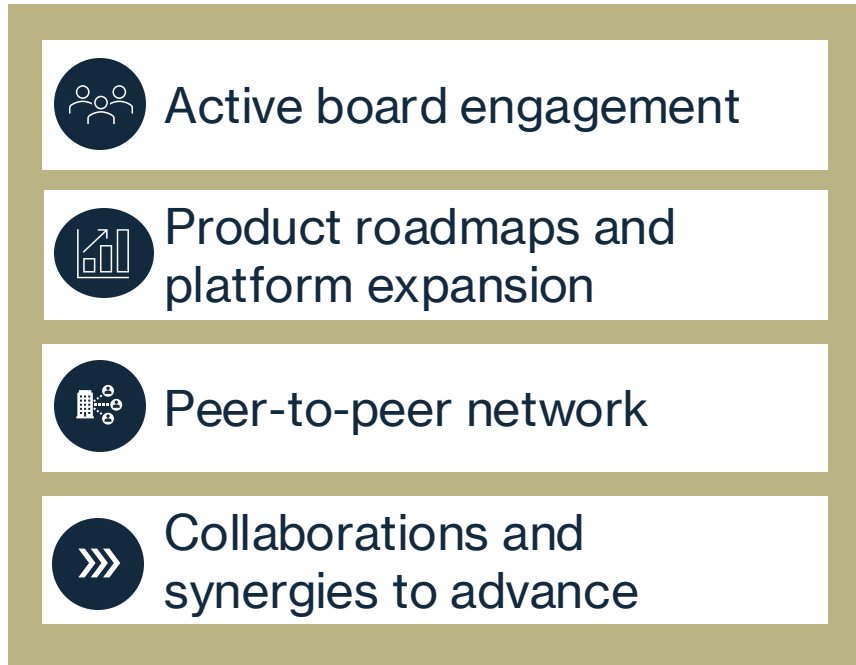 Active board engagement
Product roadmaps and
platform expansion
Peer-to-peer network
Collaborations and
synergies to advance